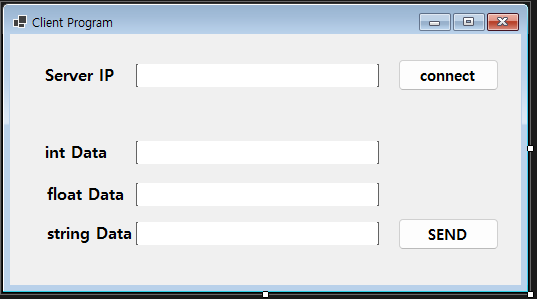 Client Program
Server IP
connect
int Data
float Data
string Data
SEND